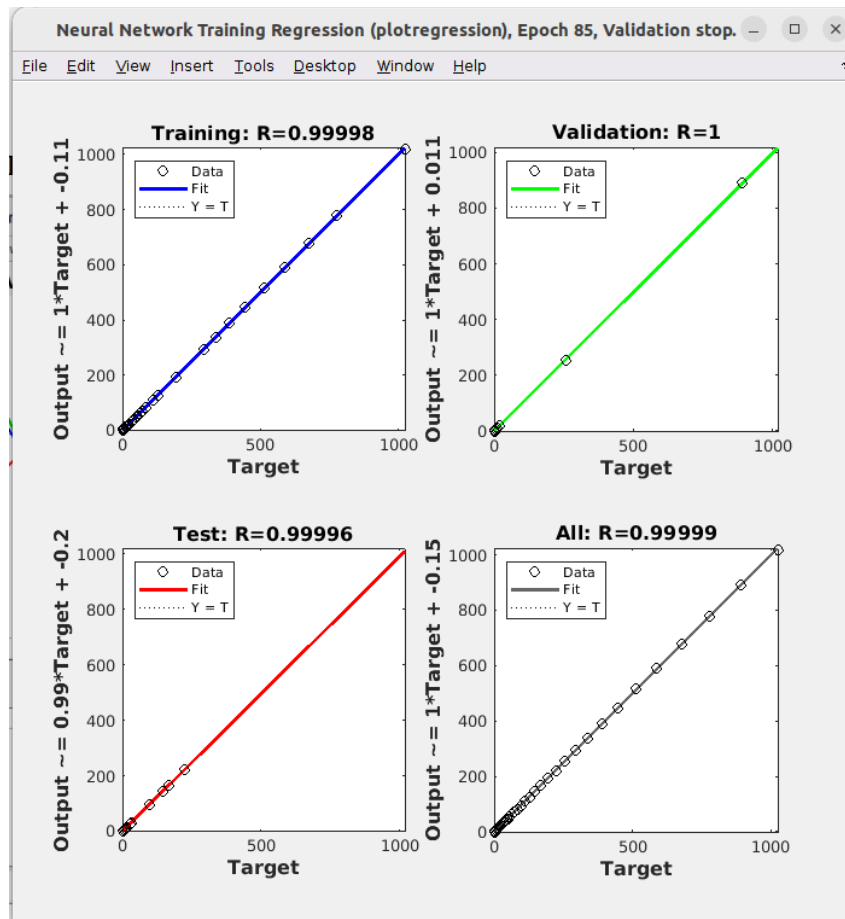 Neural Network Training Regression (plotregression), Epoch 85, Validation stop.
File Edit View Insert Tools Desktop Window Help
Training: R=0.99998
Output ~= 1*Target + -0.11
1000
800
600
400
200
0
0 500 1000
Target
Data
Fit
Y = T
Validation: R=1
Output ~= 1*Target + 0.011
1000
800
600
400
200
0
0 500 1000
Target
Data
Fit
Y = T
Test: R=0.99996
Output ~= 0.99*Target + -0.2
1000
800
600
400
200
0
0 500 1000
Target
Data
Fit
Y = T
All: R=0.99999
Output ~= 1*Target + -0.15
1000
800
600
400
200
0
0 500 1000
Target
Data
Fit
Y = T